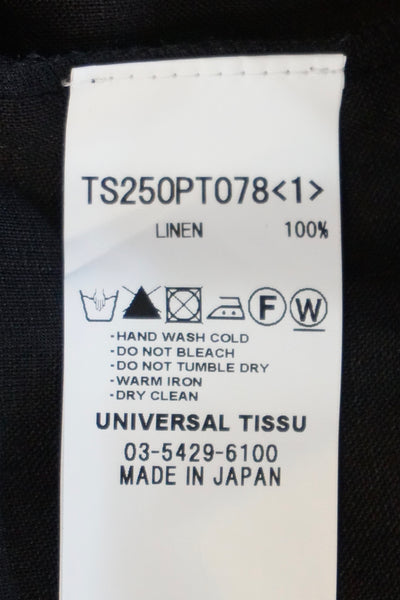 TS250PT078<1>
LINEN 100%
F W
-HAND WASH COLD
-DO NOT BLEACH
-DO NOT TUMBLE DRY
-WARM IRON
-DRY CLEAN
UNIVERSAL TISSU
03-5429-6100
MADE IN JAPAN